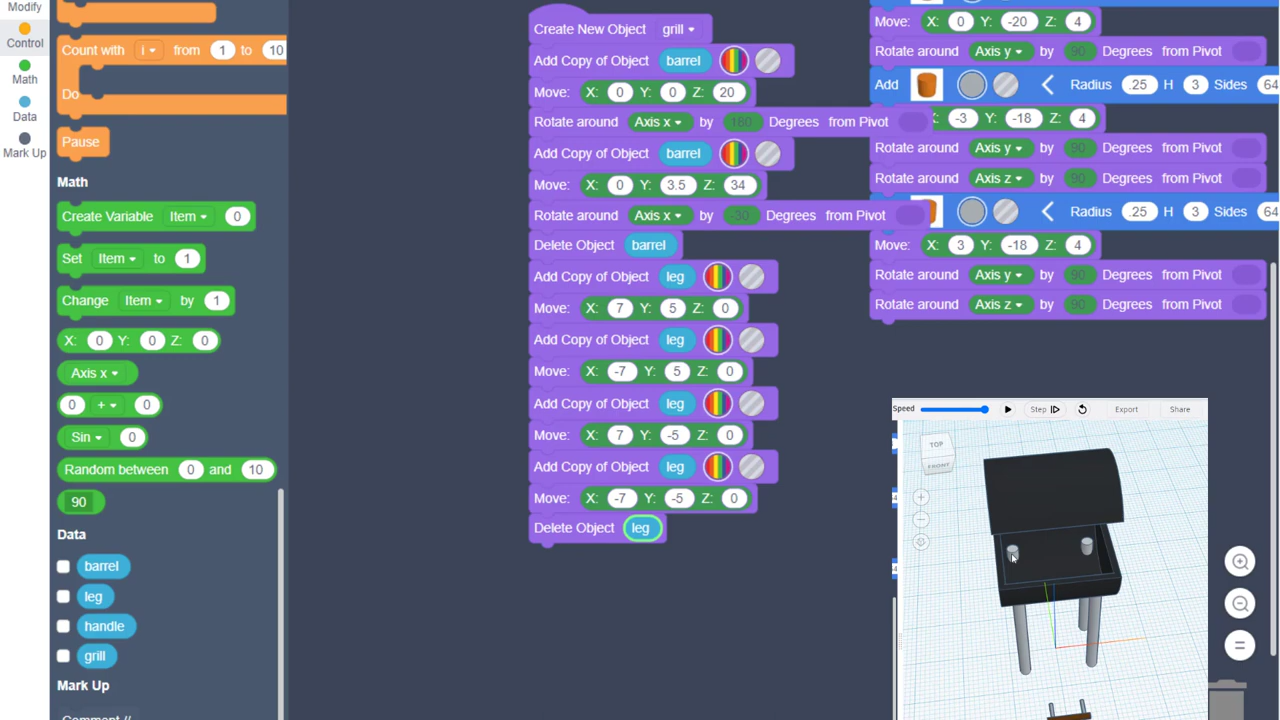 Modify
Control
Math
Data
Mark Up
Count with i from 1 to 10
Do
Pause
Math
Create Variable Item 0
Set Item to 1
Change Item by 1
X: 0 Y: 0 Z: 0
Axis x
0 + 0
Sin 0
Random between 0 and 10
90
Data
barrel
leg
handle
grill
Mark Up
Comment //
Create New Object grill
Add Copy of Object barrel
Move: X: 0 Y: 0 Z: 20
Rotate around Axis x by 180 Degrees from Pivot
Add Copy of Object barrel
Move: X: 0 Y: 3.5 Z: 34
Rotate around Axis x by -30 Degrees from Pivot
Delete Object barrel
Add Copy of Object leg
Move: X: 7 Y: 5 Z: 0
Add Copy of Object leg
Move: X: -7 Y: 5 Z: 0
Add Copy of Object leg
Move: X: 7 Y: -5 Z: 0
Add Copy of Object leg
Move: X: -7 Y: -5 Z: 0
Delete Object leg
Move: X: 0 Y: -20 Z: 4
Rotate around Axis y by 90 Degrees from Pivot
Add Radius .25 H 3 Sides 64
: -3 Y: -18 Z: 4
Rotate around Axis y by 90 Degrees from Pivot
Rotate around Axis z by 90 Degrees from Pivot
Radius .25 H 3 Sides 64
Move: X: 3 Y: -18 Z: 4
Rotate around Axis y by 90 Degrees from Pivot
Rotate around Axis z by 90 Degrees from Pivot
Speed Step Export Share
TOP
FRONT